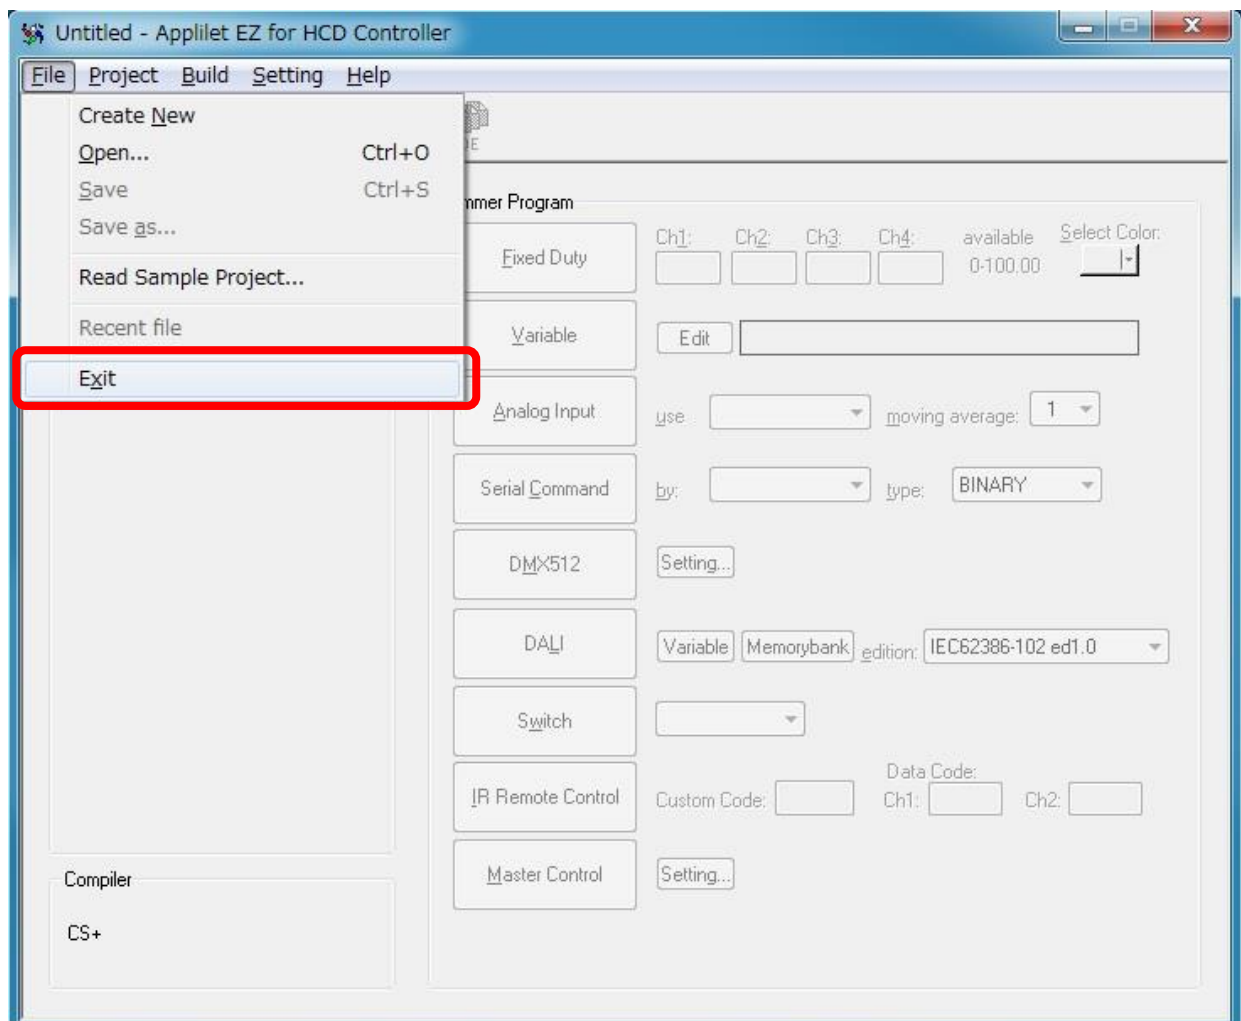 Untitled - Applilet EZ for HCD Controller
File Project Build Setting Help
Create New
Open... Ctrl+O
Save Ctrl+S
Save as...
Read Sample Project...
Recent file
Exit
mmer Program
Fixed Duty Ch1: Ch2: Ch3: Ch4: available Select Color:
0-100.00
Variable Edit
Analog Input use moving average: 1
Serial Command by: type: BINARY
DMX512 Setting...
DALI Variable Memorybank edition: IEC62386-102 ed1.0
Switch
Data Code:
IR Remote Control Custom Code: Ch1: Ch2:
Master Control Setting...
Compiler
CS+